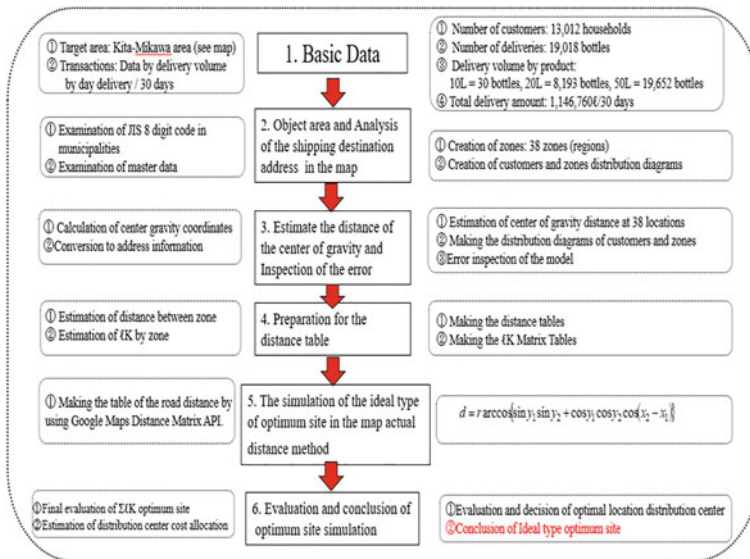 ① Target area: Kita-Mikawa area (see map)
② Transactions: Data by delivery volume
by day delivery / 30 days
1. Basic Data
① Number of customers: 13,012 households
② Number of deliveries: 19,018 bottles
③ Delivery volume by product:
10L = 30 bottles, 20L = 8,193 bottles, 50L = 19,652 bottles
④ Total delivery amount: 1,146,760ℓ/30 days
① Examination of JIS 8 digit code in
municipalities
② Examination of master data
2. Object area and Analysis
of the shipping destination
address in the map
① Creation of zones: 38 zones (regions)
② Creation of customers and zones distribution diagrams
① Calculation of center gravity coordinates
②Conversion to address information
3. Estimate the distance of
the center of gravity and
Inspection of the error
① Estimation of center of gravity distance at 38 locations
② Making the distribution diagrams of customers and zones
③Error inspection of the model
① Estimation of distance between zone
② Estimation of ℓK by zone
4. Preparation for the
distance table
① Making the distance tables
② Making the ℓK Matrix Tables
① Making the table of the road distance by
using Google Maps Distance Matrix API.
5. The simulation of the ideal
type of optimum site in the map actual
distance method
d = r arccos{sin y₁ sin y₂ + cos y₁ cos y₂ cos(x₂ − x₁)}
①Final evaluation of ΣℓK optimum site
②Estimation of distribution center cost allocation
6. Evaluation and conclusion of
optimum site simulation
①Evaluation and decision of optimal location distribution center
②Conclusion of Ideal type optimum site